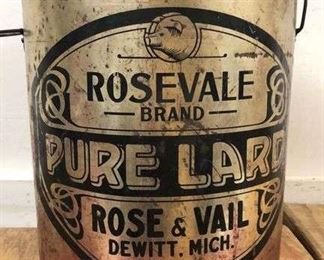 ROSEVALE
BRAND
PURE LARD
ROSE & VAIL
DEWITT, MICH.